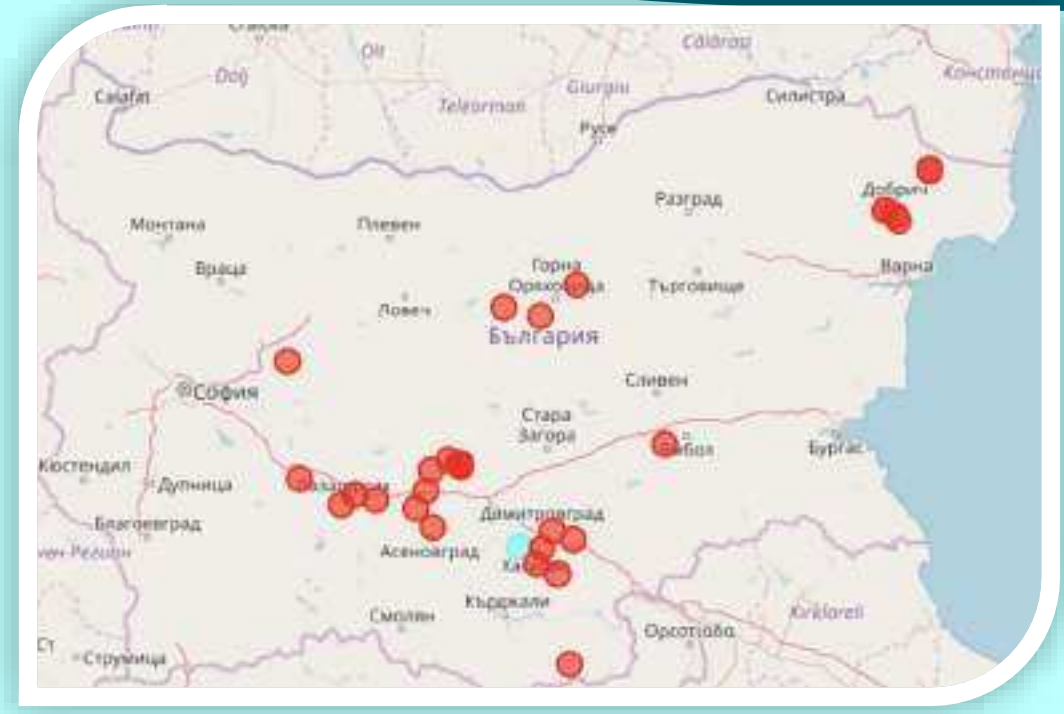 Olt
Călărași
Dolj
Calafat
Teleorman
Giurgiu
Силистра
Констанца
Русе
Добрич
Разград
Монтана
Плевен
Враца
Горна
Оряховица
Варна
Търговище
Ловеч
България
София
Сливен
Стара
Загора
Бургас
Кюстендил
Дупница
Димитровград
Благоевград
Асеновград
Ха
Кърджали
Смолян
Kırklareli
Орестиада
Струмица